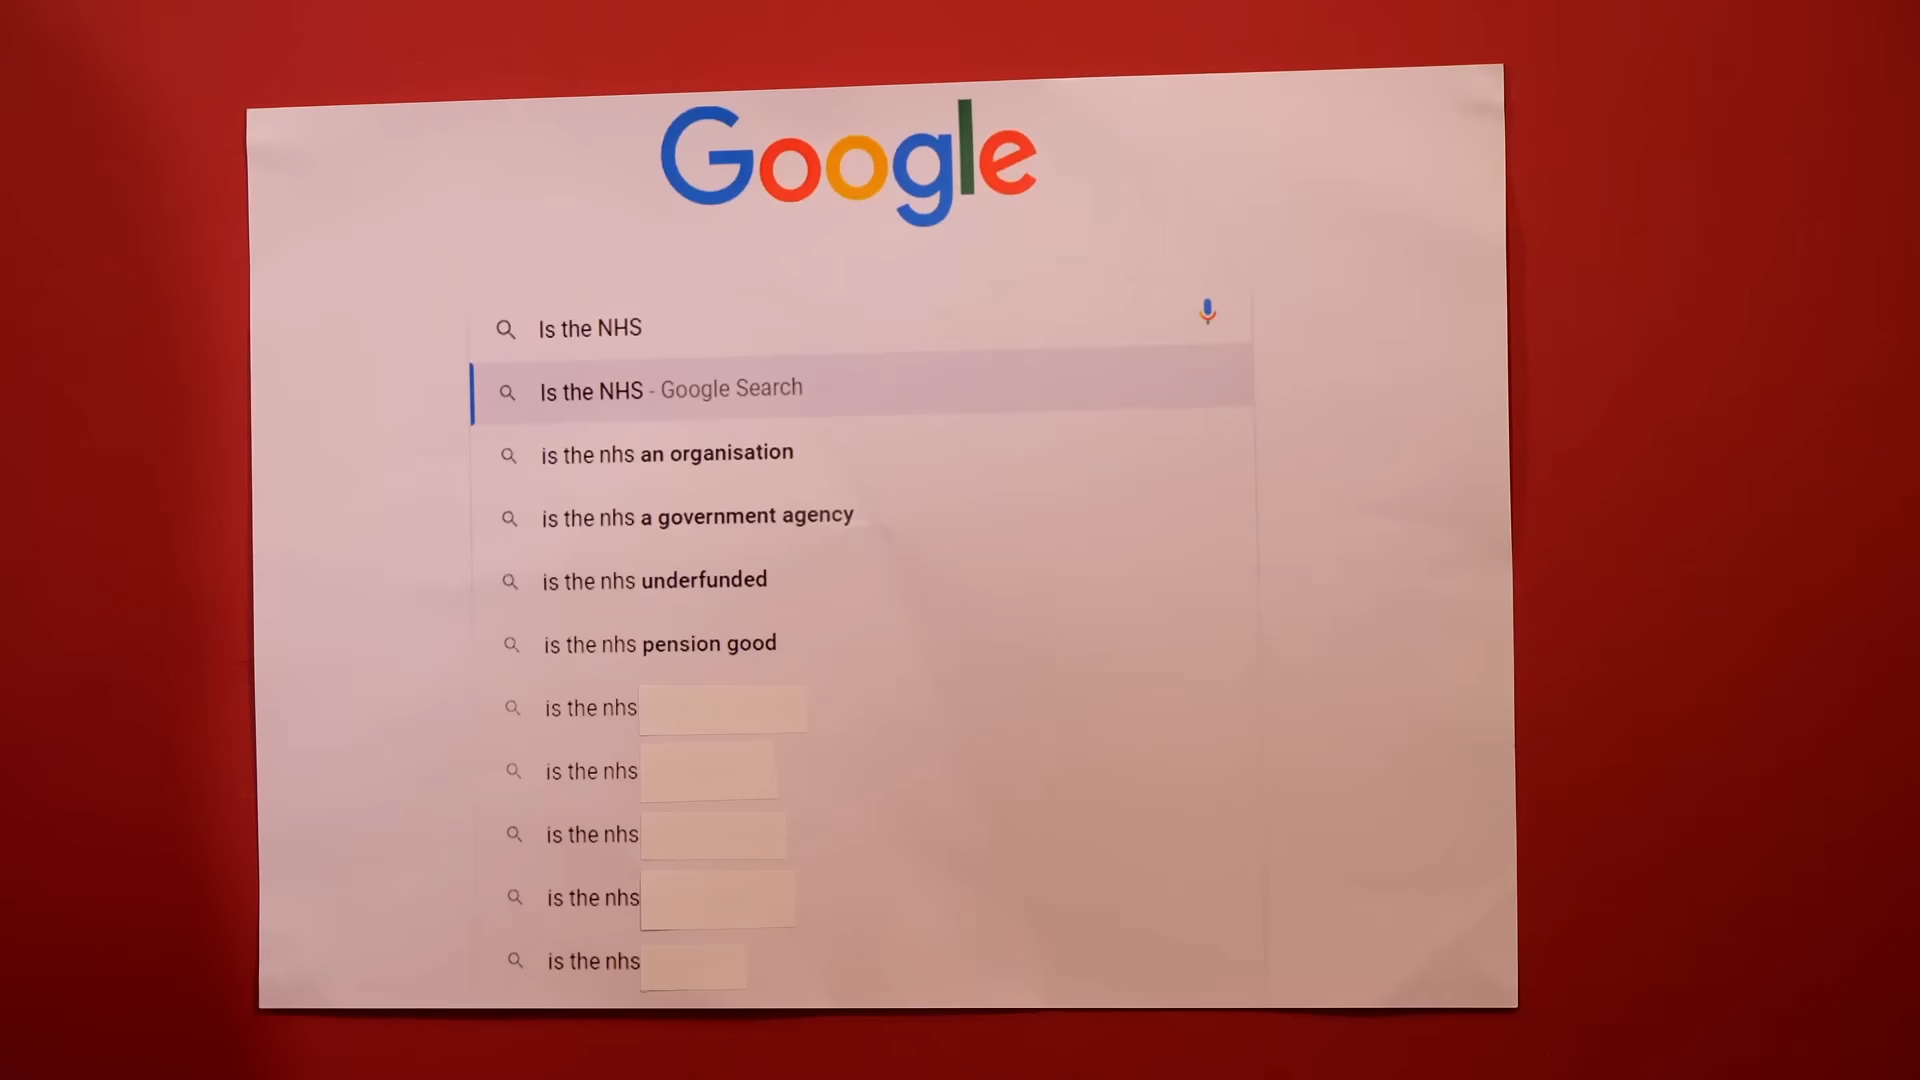 Google
Is the NHS
Is the NHS - Google Search
is the nhs an organisation
is the nhs a government agency
is the nhs underfunded
is the nhs pension good
is the nhs
is the nhs
is the nhs
is the nhs
is the nhs